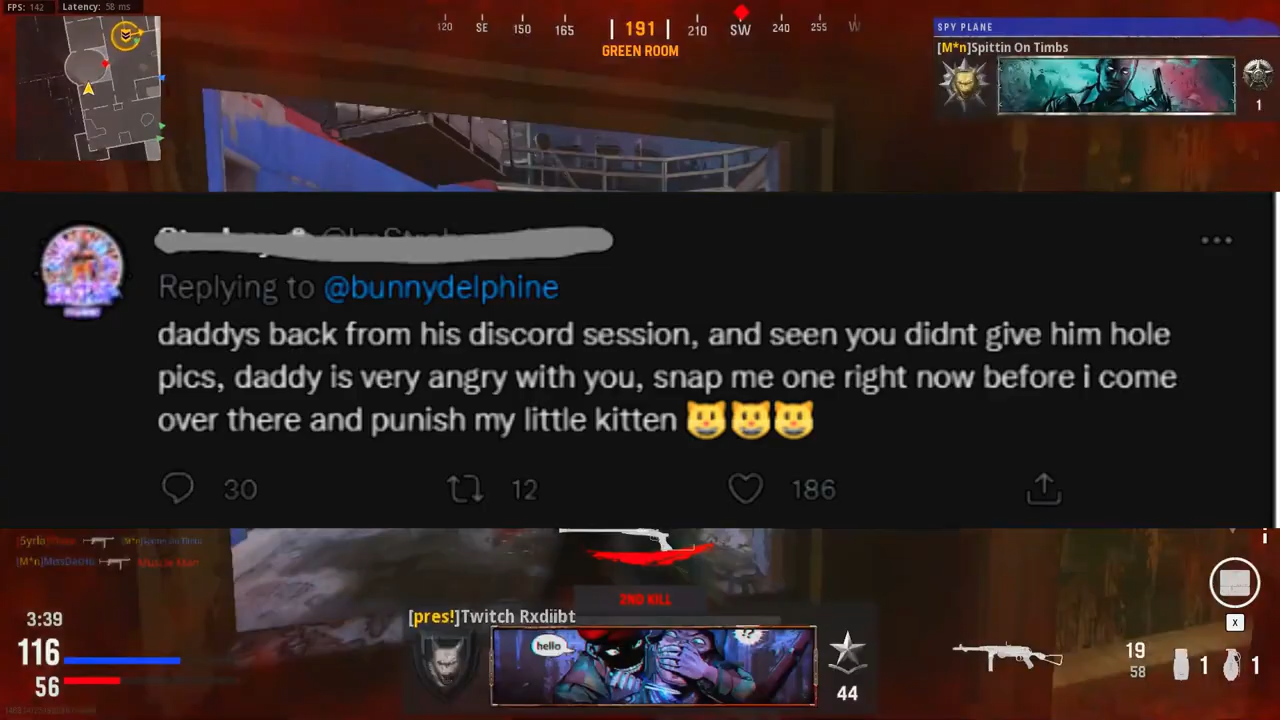 FPS: 142 Latency: 58 ms
120 SE 150 165 191 210 SW 240 255 W
GREEN ROOM
SPY PLANE
[M*n]Spittin On Timbs
1
Replying to @bunnydelphine
daddys back from his discord session, and seen you didnt give him hole
pics, daddy is very angry with you, snap me one right now before i come
over there and punish my little kitten
30 12 186
2ND KILL
[pres!]Twitch Rxdiibt
hello
?
44
3:39
116
56
X
19
58
1 1